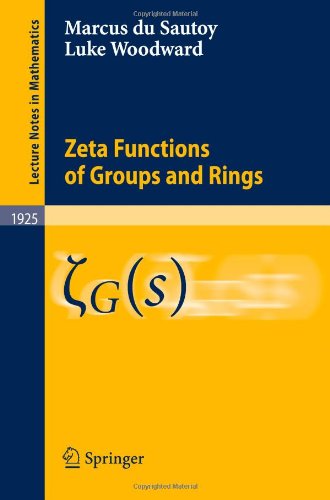 Marcus du Sautoy
Luke Woodward
Lecture Notes in Mathematics
Zeta Functions
of Groups and Rings
1925
ζG(s)
Springer